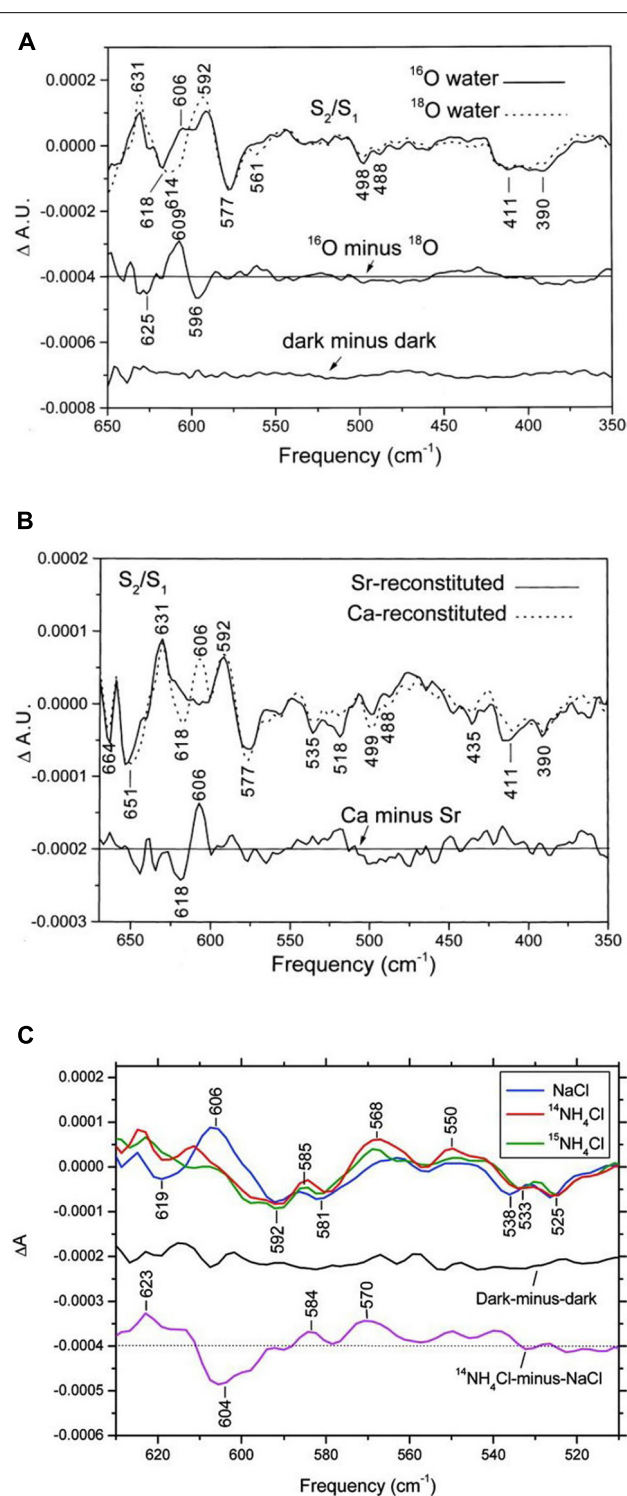 A
0.0002
0.0000
-0.0002
-0.0004
-0.0006
-0.0008
Δ A.U.
631
606
592
S₂/S₁
¹⁶O water
¹⁸O water
618
614
609
577
561
498
488
411
390
¹⁶O minus ¹⁸O
625
596
dark minus dark
650 600 550 500 450 400 350
Frequency (cm⁻¹)
B
0.0002
0.0001
0.0000
-0.0001
-0.0002
-0.0003
Δ A.U.
S₂/S₁
Sr-reconstituted
Ca-reconstituted
631
606
592
664
651
618
577
535
518
499
488
435
411
390
606
Ca minus Sr
618
650 600 550 500 450 400 350
Frequency (cm⁻¹)
C
0.0002
0.0001
0.0000
-0.0001
-0.0002
-0.0003
-0.0004
-0.0005
-0.0006
ΔA
NaCl
¹⁴NH₄Cl
¹⁵NH₄Cl
606
568
550
585
619
592
581
538
533
525
Dark-minus-dark
623
584
570
604
¹⁴NH₄Cl-minus-NaCl
620 600 580 560 540 520
Frequency (cm⁻¹)